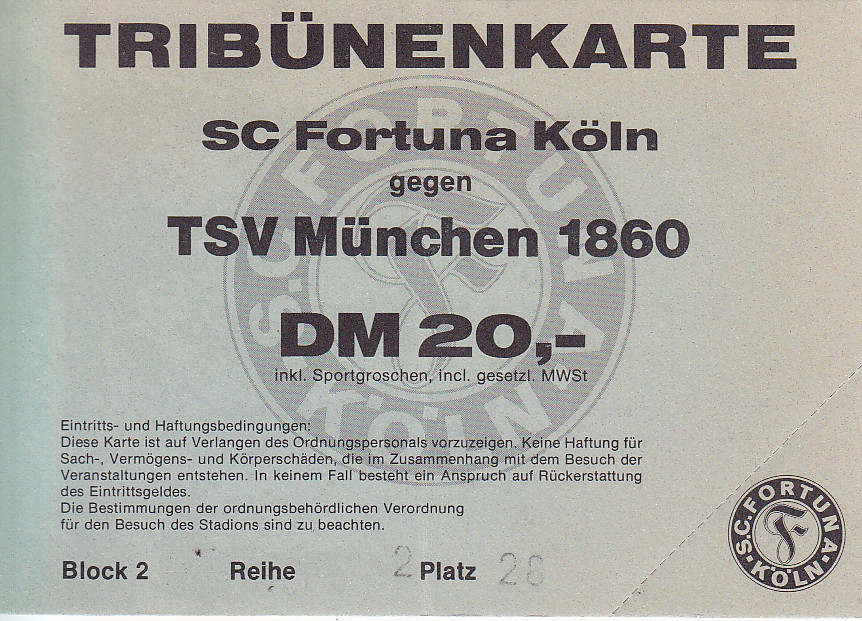 TRIBÜNENKARTE
SC Fortuna Köln
gegen
TSV München 1860
DM 20,-
inkl. Sportgroschen, incl. gesetzl. MWSt
Eintritts- und Haftungsbedingungen:
Diese Karte ist auf Verlangen des Ordnungspersonals vorzuzeigen. Keine Haftung für
Sach-, Vermögens- und Körperschäden, die im Zusammenhang mit dem Besuch der
Veranstaltungen entstehen. In keinem Fall besteht ein Anspruch auf Rückerstattung
des Eintrittsgeldes.
Die Bestimmungen der ordnungsbehördlichen Verordnung
für den Besuch des Stadions sind zu beachten.
Block 2 Reihe 2 Platz 28
S.C. FORTUNA KÖLN
S.C. FORTUNA - KÖLN -